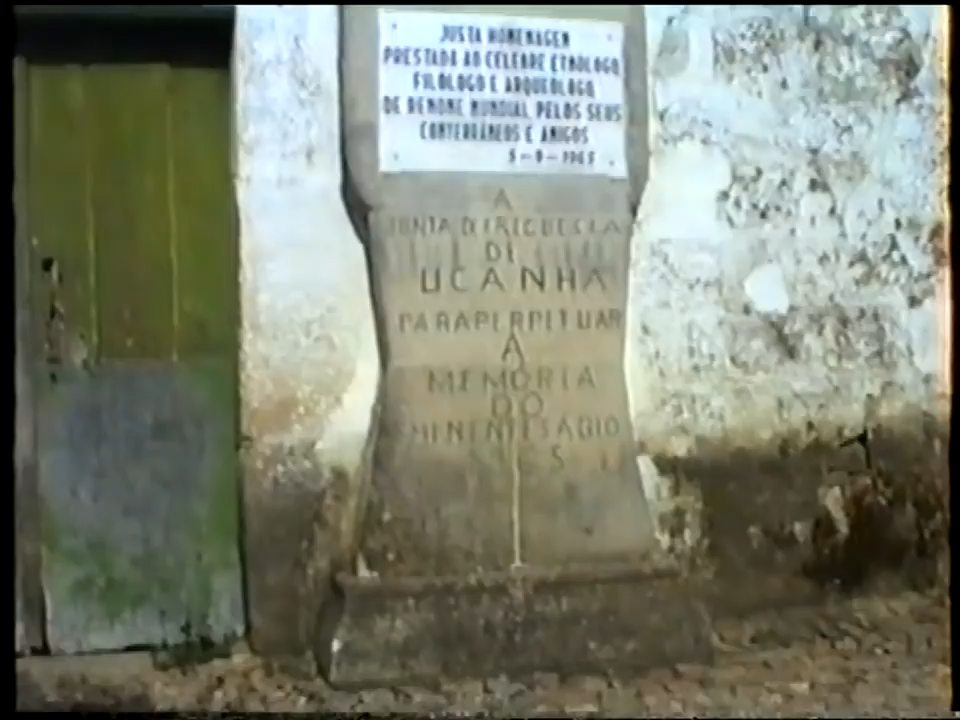 JUSTA HOMENAGEM
PRESTADA AO CELEBRE ETNOLOGO,
FILOLOGO E ARQUEOLOGO,
DE RENOME MUNDIAL, PELOS SEUS
CONTERRÂNEOS E AMIGOS
A
JUNTA DE FREGUESIA
DE
UCANHA
PARA PERPETUAR
A
MEMORIA
DO